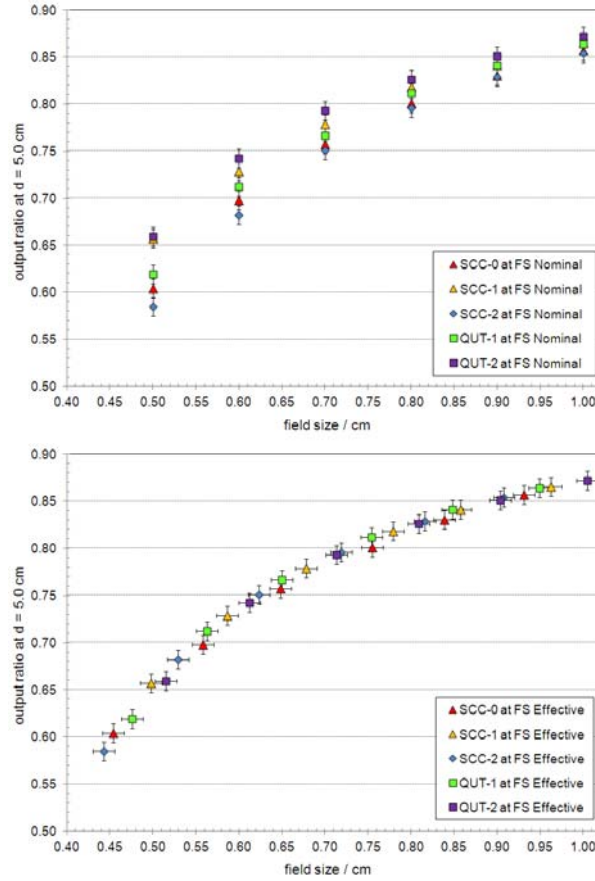 0.90
0.85
0.80
0.75
0.70
0.65
0.60
0.55
0.50
output ratio at d = 5.0 cm
SCC-0 at FS Nominal
SCC-1 at FS Nominal
SCC-2 at FS Nominal
QUT-1 at FS Nominal
QUT-2 at FS Nominal
0.40 0.45 0.50 0.55 0.60 0.65 0.70 0.75 0.80 0.85 0.90 0.95 1.00
field size / cm
0.90
0.85
0.80
0.75
0.70
0.65
0.60
0.55
0.50
output ratio at d = 5.0 cm
SCC-0 at FS Effective
SCC-1 at FS Effective
SCC-2 at FS Effective
QUT-1 at FS Effective
QUT-2 at FS Effective
0.40 0.45 0.50 0.55 0.60 0.65 0.70 0.75 0.80 0.85 0.90 0.95 1.00
field size / cm